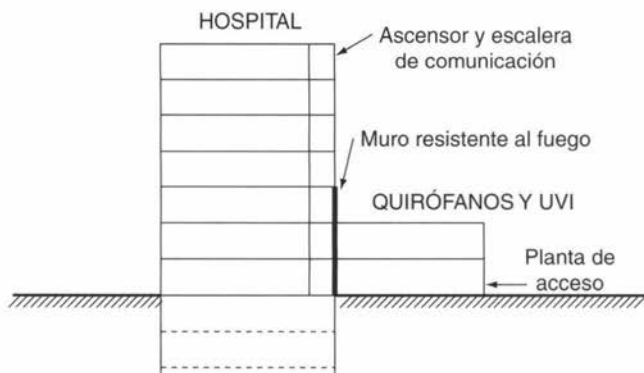 HOSPITAL
Ascensor y escalera
de comunicación
Muro resistente al fuego
QUIRÓFANOS Y UVI
Planta de
acceso